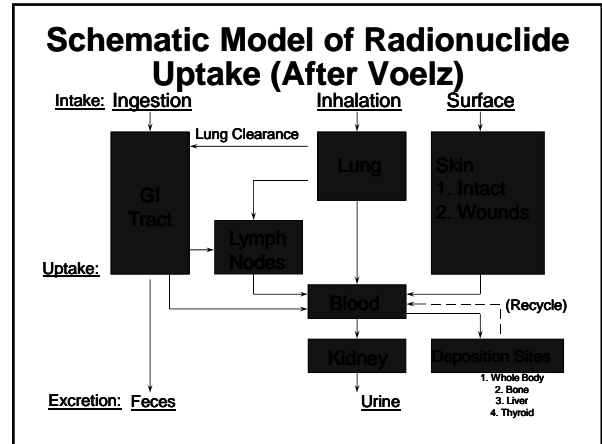 Schematic Model of Radionuclide
Uptake (After Voelz)
Intake: Ingestion Inhalation Surface
Lung Clearance
GI
Tract
Lung
Skin
1. Intact
2. Wounds
Lymph
Nodes
Uptake:
Blood
(Recycle)
Kidney
Deposition Sites
1. Whole Body
2. Bone
3. Liver
4. Thyroid
Excretion: Feces Urine